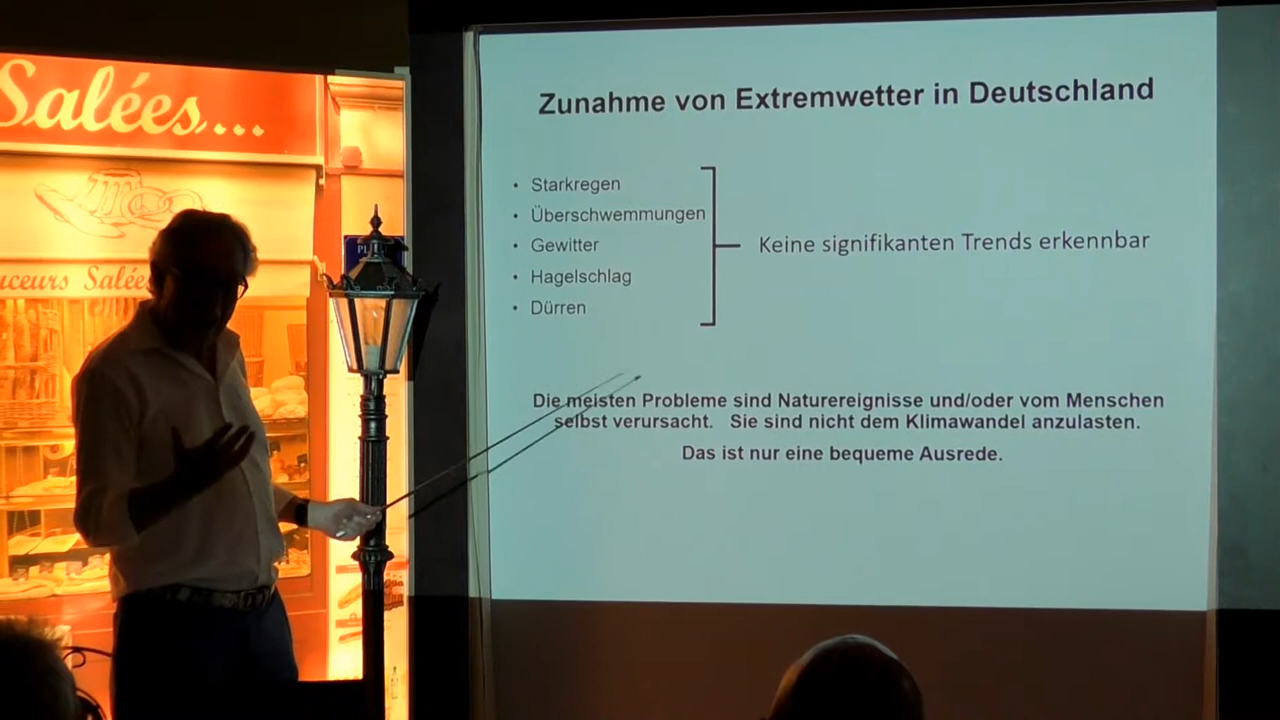 Salées....
uceurs Salées
Zunahme von Extremwetter in Deutschland
• Starkregen
• Überschwemmungen
• Gewitter
• Hagelschlag
• Dürren
Keine signifikanten Trends erkennbar
Die meisten Probleme sind Naturereignisse und/oder vom Menschen
selbst verursacht. Sie sind nicht dem Klimawandel anzulasten.
Das ist nur eine bequeme Ausrede.